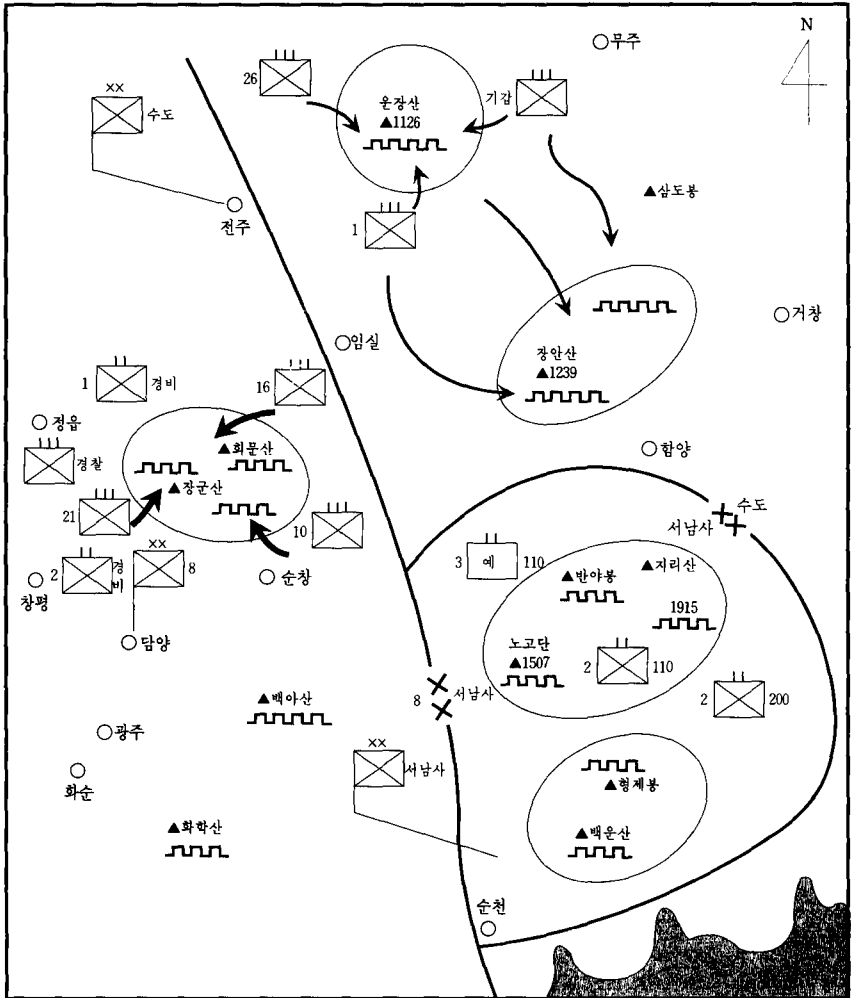 무주
N
26
기갑
운장산
▲1126
XX
수도
▲삼도봉
1
전주
거창
임실
장안산
▲1239
1
경비
16
정읍
▲회문산
함양
경찰
▲장군산
수도
서남사
21
10
3
예
110
▲반야봉
▲지리산
2
경비
XX
8
순창
창평
1915
노고단
▲1507
2
110
담양
8
서남사
2
200
▲백아산
광주
XX
서남사
화순
▲형제봉
▲화학산
▲백운산
순천